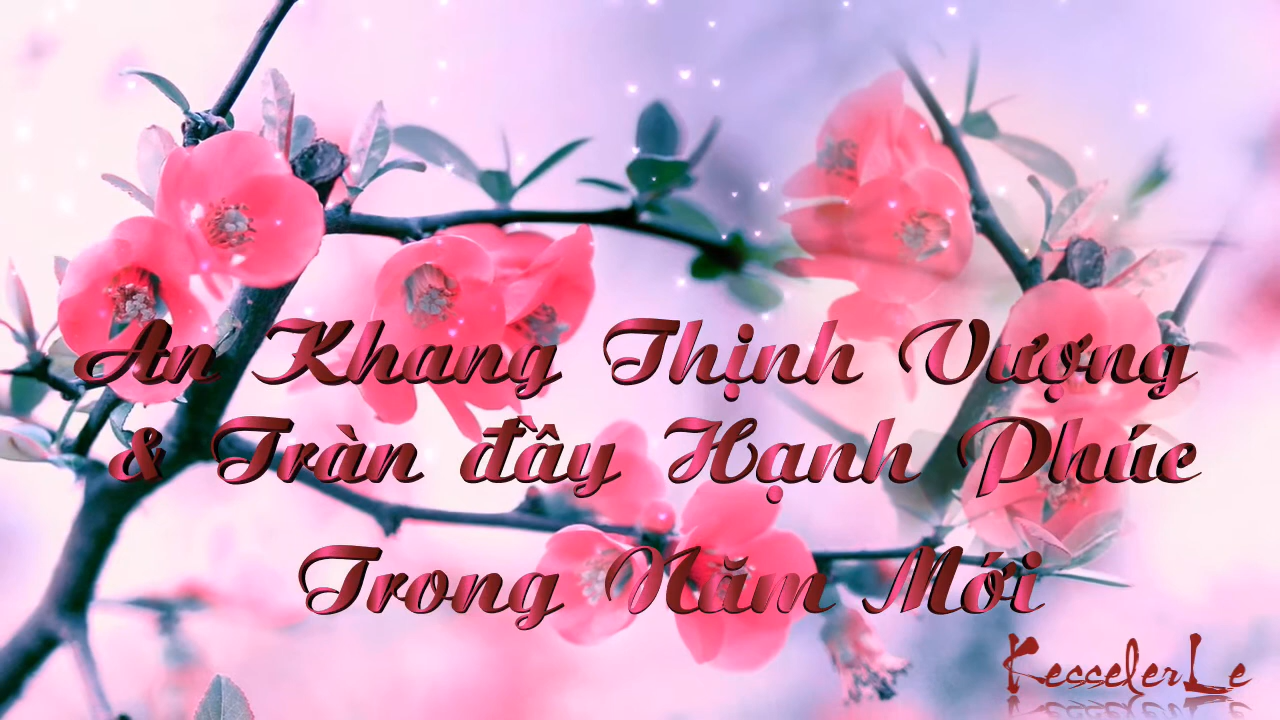 An Khang Thịnh Vượng
& Tràn đầy Hạnh Phúc
Trong Năm Mới
KesselerLe